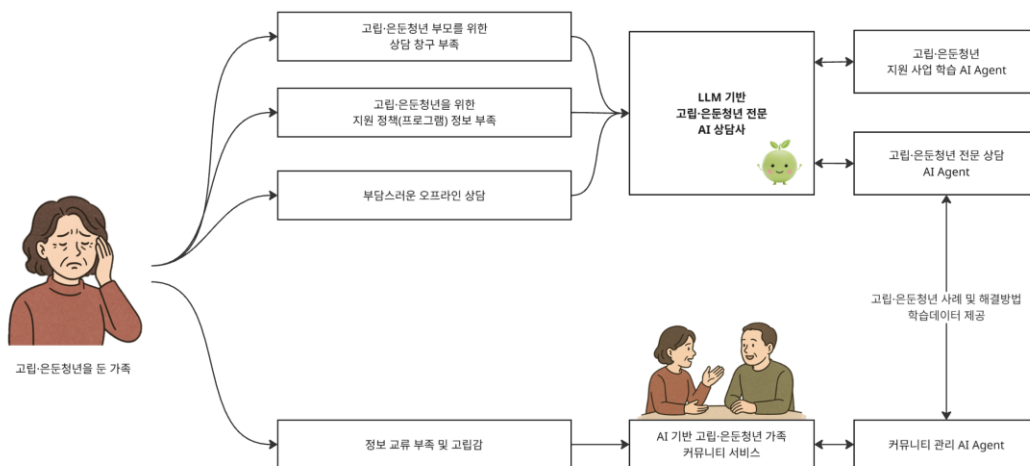 고립·은둔청년 부모를 위한
상담 창구 부족
고립·은둔청년을 위한
지원 정책(프로그램) 정보 부족
부담스러운 오프라인 상담
LLM 기반
고립·은둔청년 전문
AI 상담사
고립·은둔청년
지원 사업 학습 AI Agent
고립·은둔청년 전문 상담
AI Agent
고립·은둔청년 사례 및 해결방법
학습데이터 제공
고립·은둔청년을 둔 가족
정보 교류 부족 및 고립감
AI 기반 고립·은둔청년 가족
커뮤니티 서비스
커뮤니티 관리 AI Agent